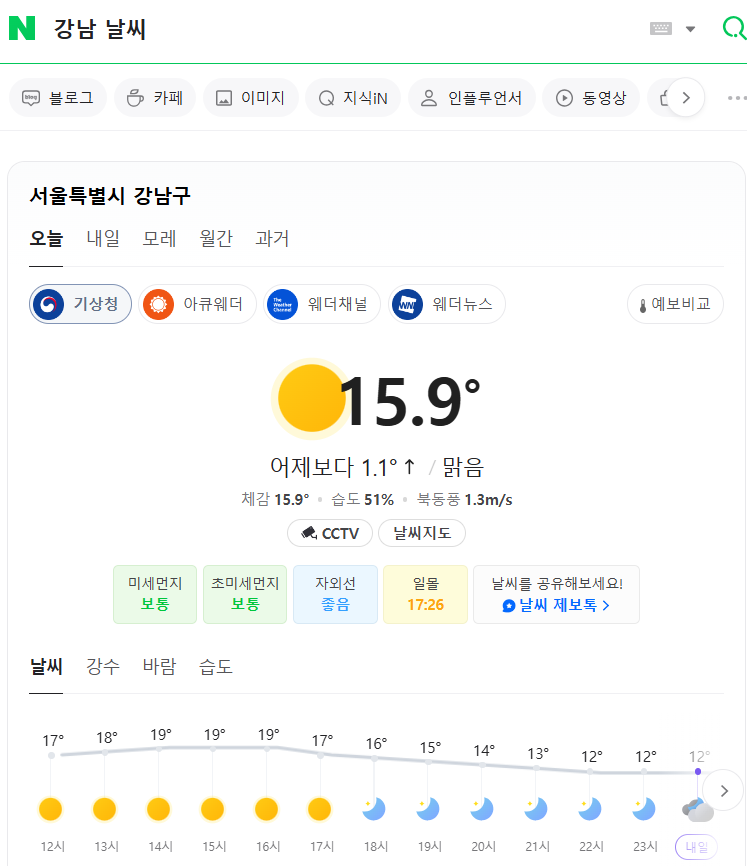 N 강남 날씨
blog 블로그 카페 이미지 지식iN 인플루언서 동영상
서울특별시 강남구
오늘 내일 모레 월간 과거
기상청 아큐웨더 The Weather Channel 웨더채널 WNI 웨더뉴스 예보비교
15.9°
어제보다 1.1° ↑ / 맑음
체감 15.9° 습도 51% 북동풍 1.3m/s
CCTV 날씨지도
미세먼지 초미세먼지 자외선 일몰 날씨를 공유해보세요!
보통 보통 좋음 17:26 날씨 제보톡
날씨 강수 바람 습도
17° 18° 19° 19° 19° 17° 16° 15° 14° 13° 12° 12° 12°
12시 13시 14시 15시 16시 17시 18시 19시 20시 21시 22시 23시 내일